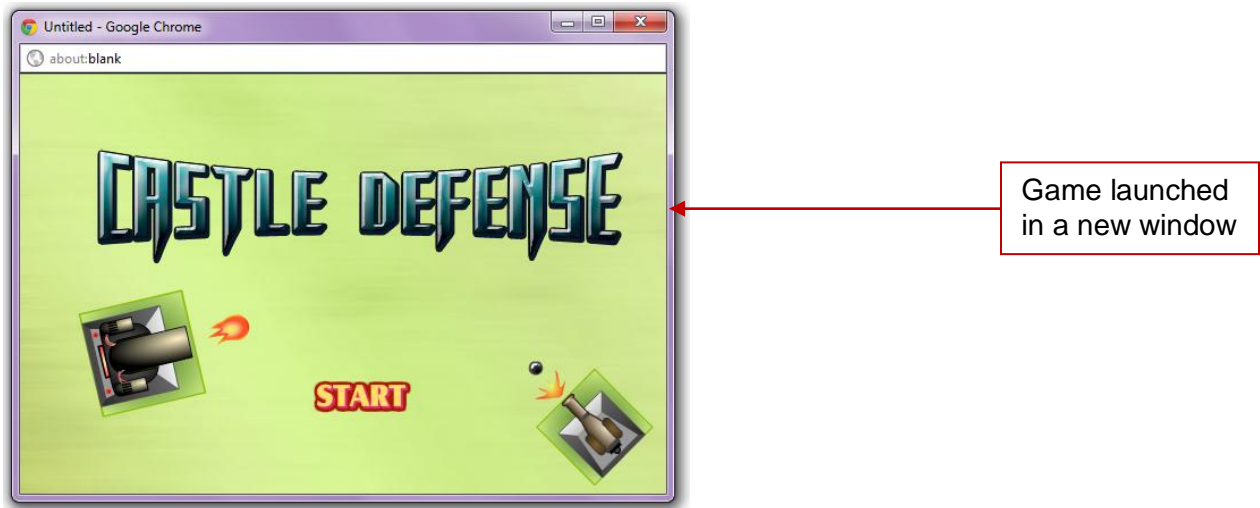 Untitled - Google Chrome
about:blank
CASTLE DEFENSE
START
Game launched
in a new window